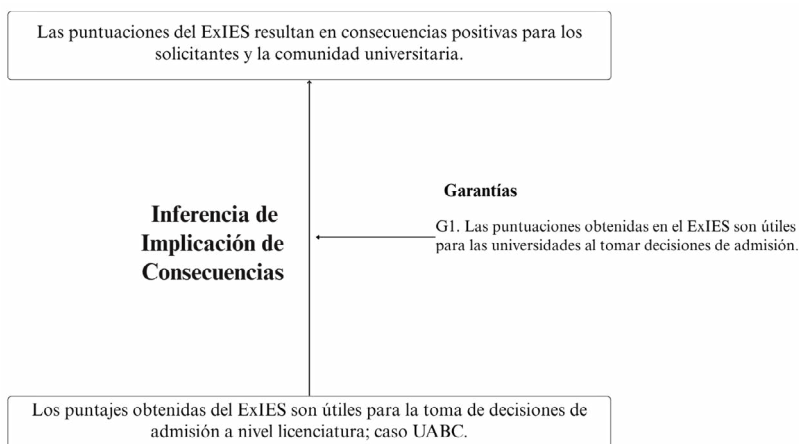 Las puntuaciones del ExIES resultan en consecuencias positivas para los
solicitantes y la comunidad universitaria.
Inferencia de
Implicación de
Consecuencias
Garantías
G1. Las puntuaciones obtenidas en el ExIES son útiles
para las universidades al tomar decisiones de admisión.
Los puntajes obtenidas del ExIES son útiles para la toma de decisiones de
admisión a nivel licenciatura; caso UABC.